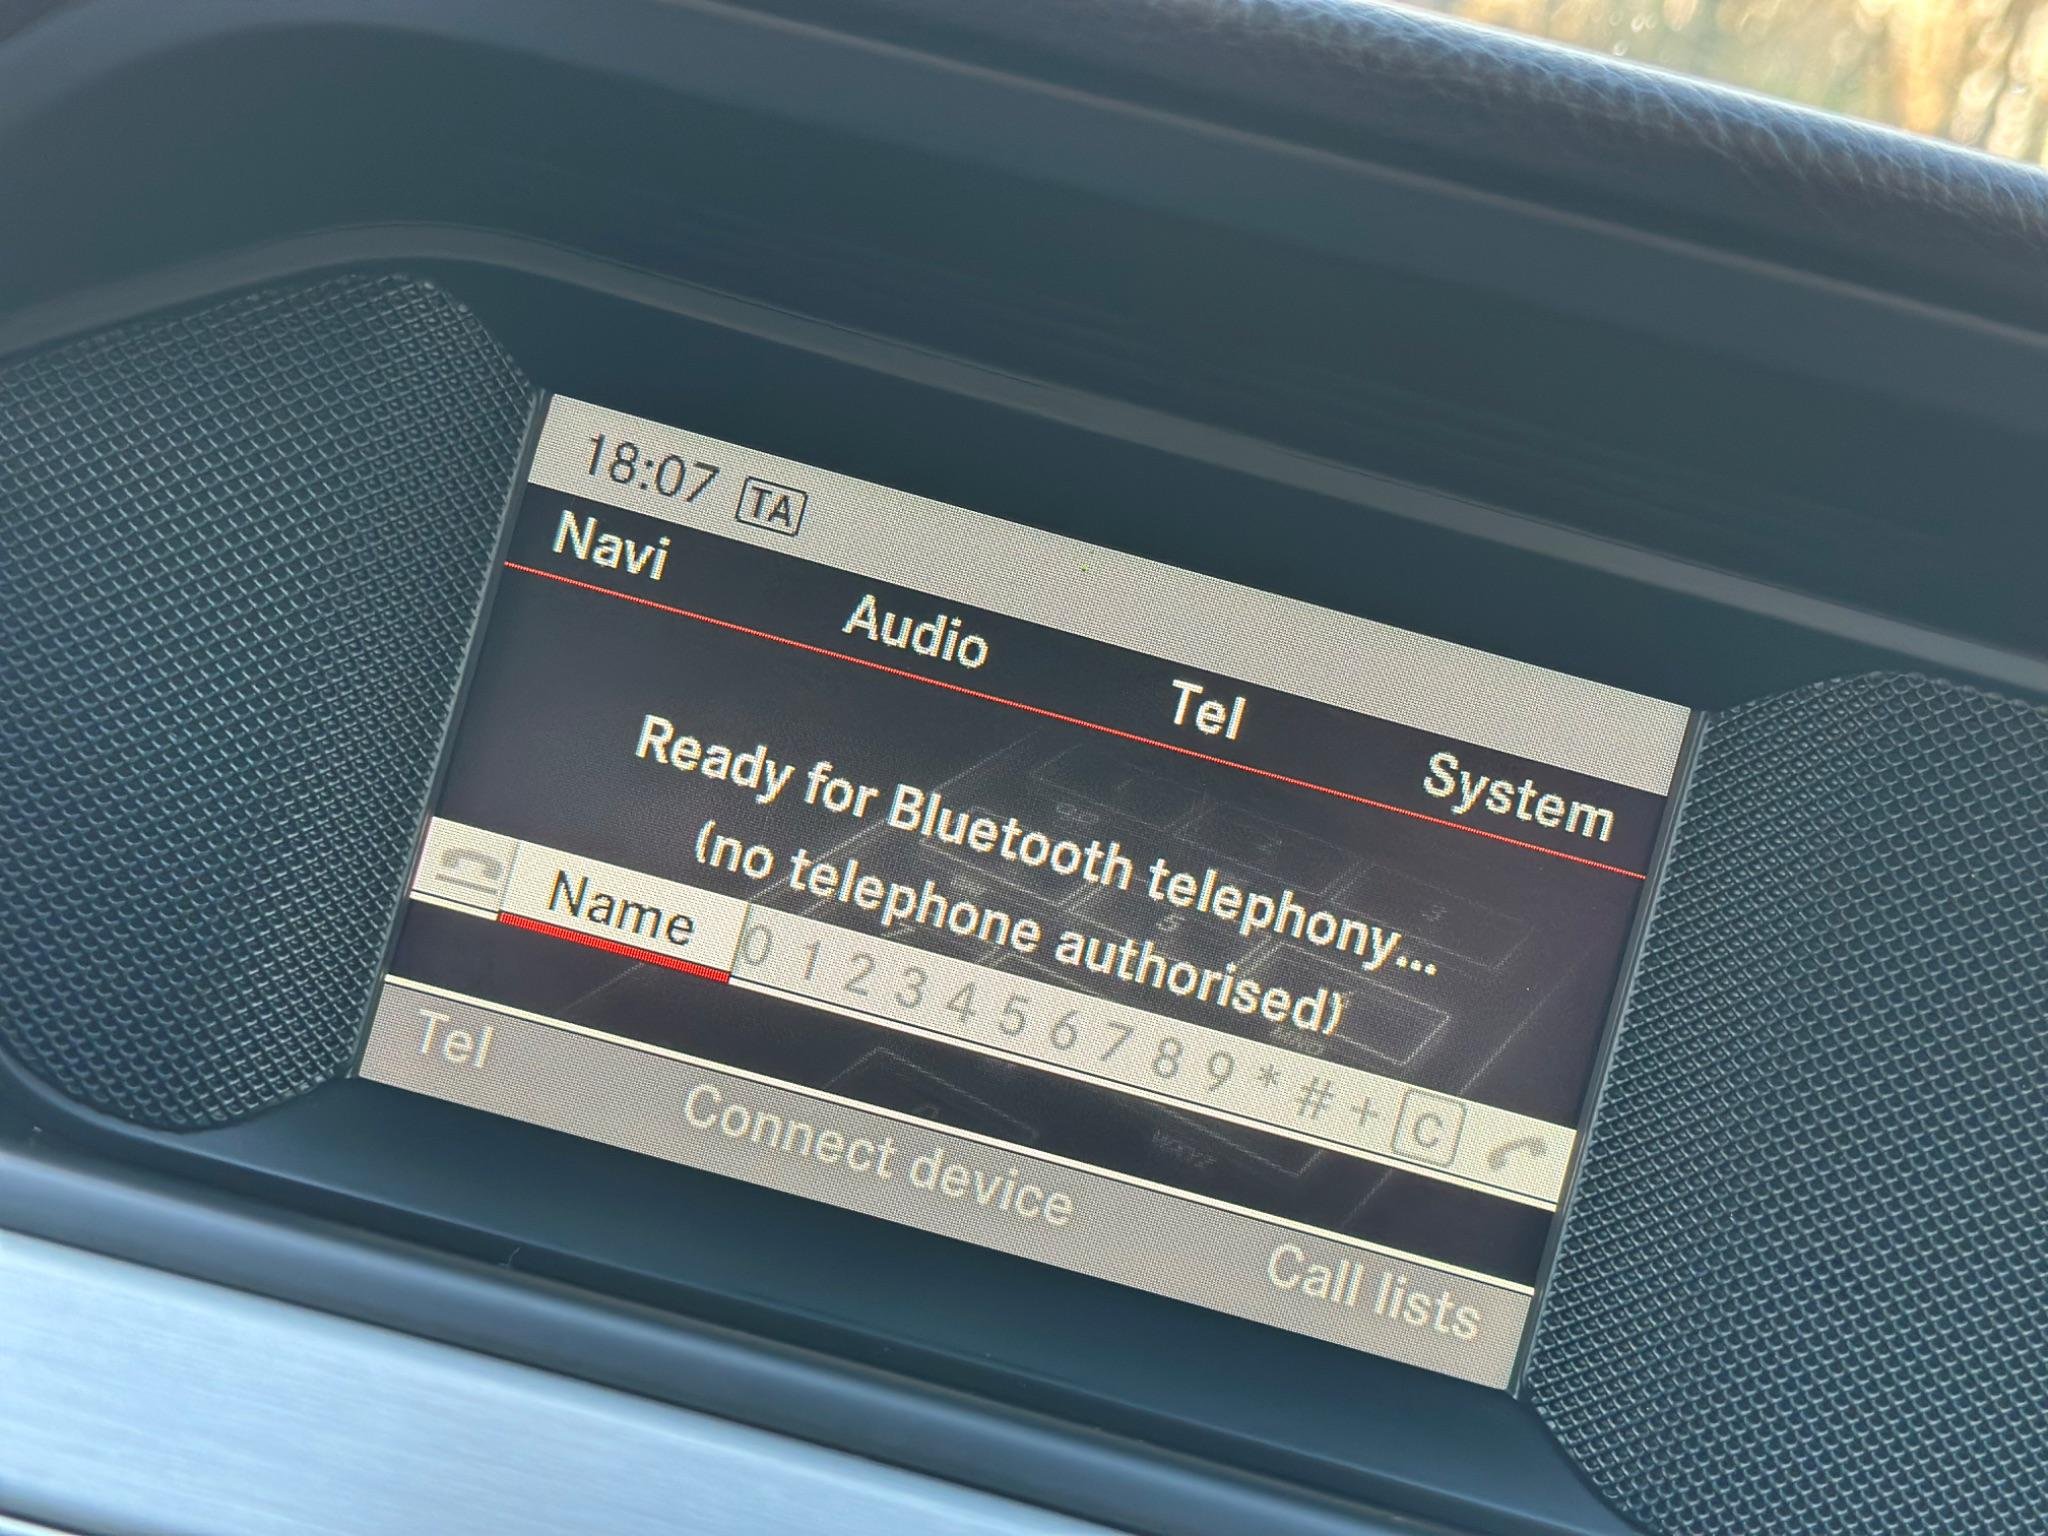 18:07 TA
Navi Audio Tel System
Ready for Bluetooth telephony...
(no telephone authorised)
Name 0 1 2 3 4 5 6 7 8 9 * # + C
Tel Connect device Call lists